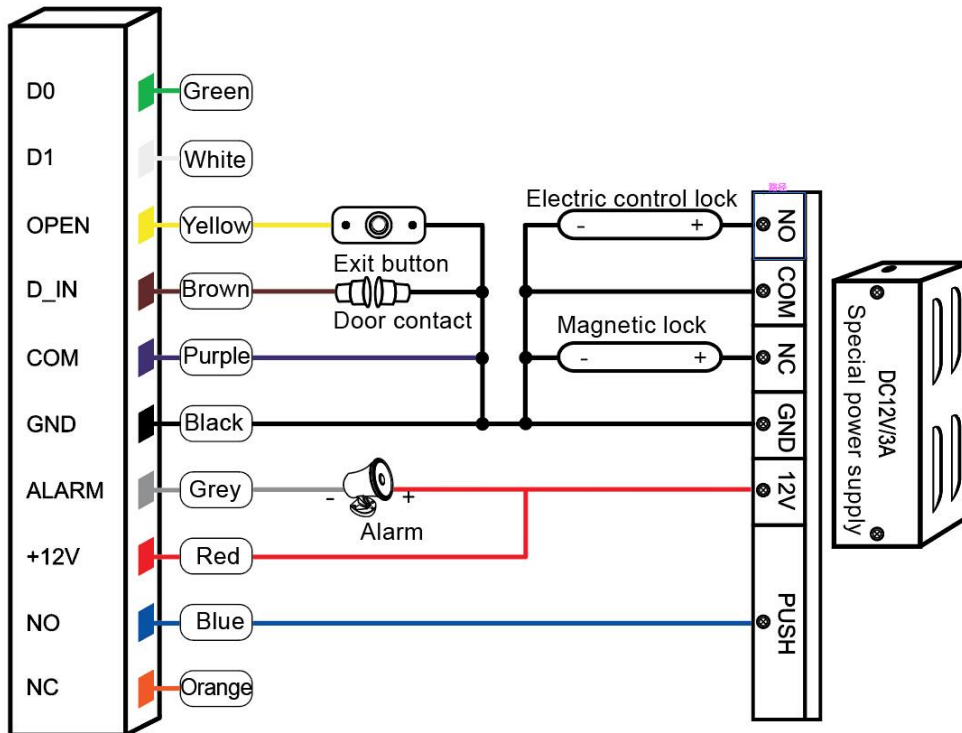 D0 Green
D1 White
OPEN Yellow
D_IN Brown
COM Purple
GND Black
ALARM Grey
+12V Red
NO Blue
NC Orange
Exit button
Door contact
- +
Alarm
Electric control lock
- +
Magnetic lock
- +
路径
NO
COM
NC
GND
12V
PUSH
DC12V/3A
Special power supply